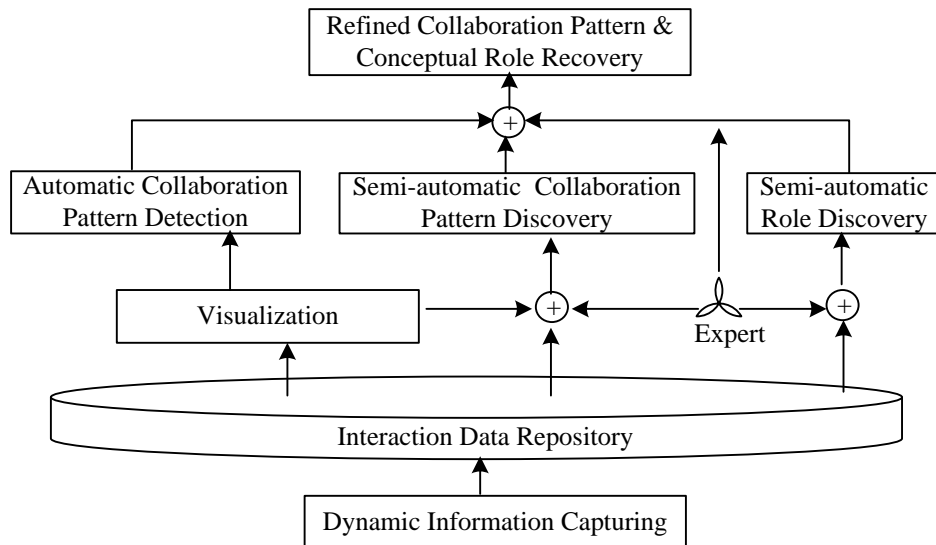 Refined Collaboration Pattern &
Conceptual Role Recovery
+
Automatic Collaboration
Pattern Detection
Semi-automatic Collaboration
Pattern Discovery
Semi-automatic
Role Discovery
Visualization
+
+
Expert
Interaction Data Repository
Dynamic Information Capturing